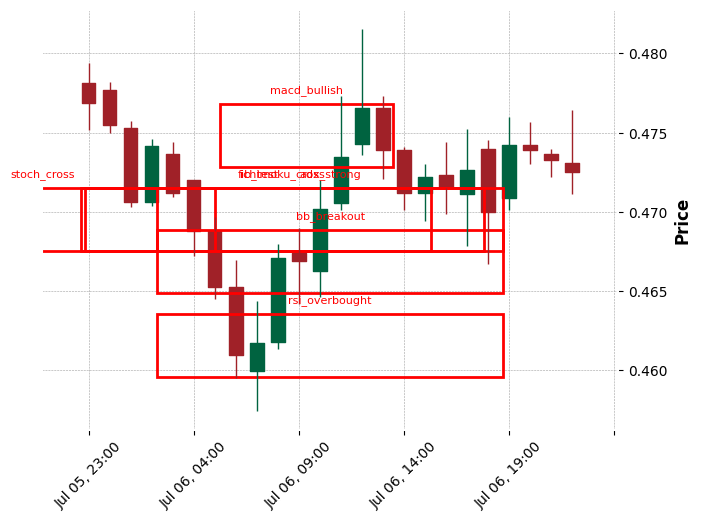 0.480
macd_bullish
0.475
stoch_cross
adx_strong
0.470
bb_breakout
Price
0.465
rsi_overbought
0.460
Jul 05, 23:00
Jul 06, 04:00
Jul 06, 09:00
Jul 06, 14:00
Jul 06, 19:00